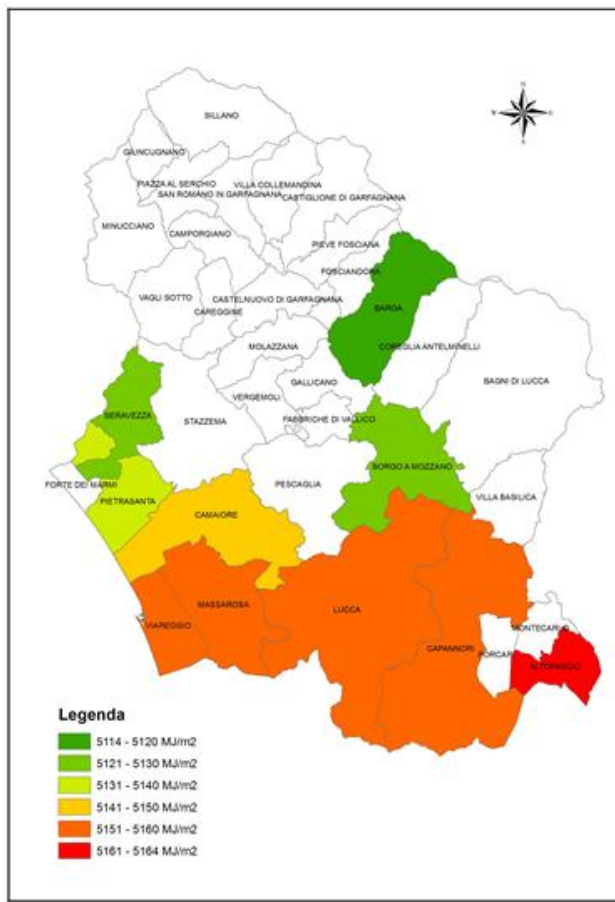 SILLANO
GIUNCUGNANO
PIAZZA AL SERCHIO
VILLA COLLEMANDINA
SAN ROMANO IN GARFAGNANA
CASTIGLIONE DI GARFAGNANA
MINUCCIANO
CAMPORGIANO
PIEVE FOSCIANA
FOSCIANDORA
VAGLI SOTTO
CASTELNUOVO DI GARFAGNANA
CAREGGINE
BARGA
MOLAZZANA
COREGLIA ANTELMINELLI
BAGNI DI LUCCA
GALLICANO
VERGEMOLI
SERAVEZZA
STAZZEMA
FABBRICHE DI VALLICO
BORGO A MOZZANO
FORTE DEI MARMI
PESCAGLIA
PIETRASANTA
VILLA BASILICA
CAMAIORE
MASSAROSA
LUCCA
VIAREGGIO
MONTECARLO
CAPANNORI
PORCARI
ALTOPASCIO
Legenda
5114 - 5120 MJ/m2
5121 - 5130 MJ/m2
5131 - 5140 MJ/m2
5141 - 5150 MJ/m2
5151 - 5160 MJ/m2
5161 - 5164 MJ/m2